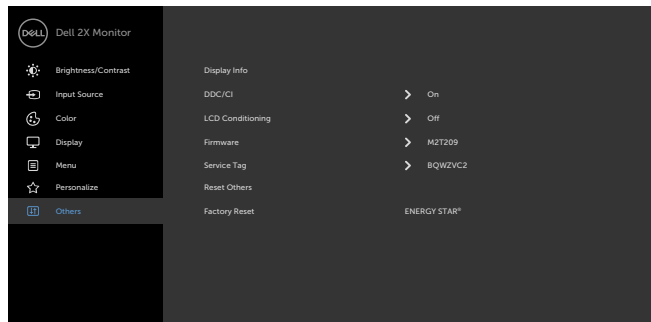 DELL Dell 2X Monitor
Brightness/Contrast Display Info
Input Source DDC/CI On
Color LCD Conditioning Off
Display Firmware M2T209
Menu Service Tag BQWZVC2
Personalize Reset Others
Others Factory Reset ENERGY STAR®